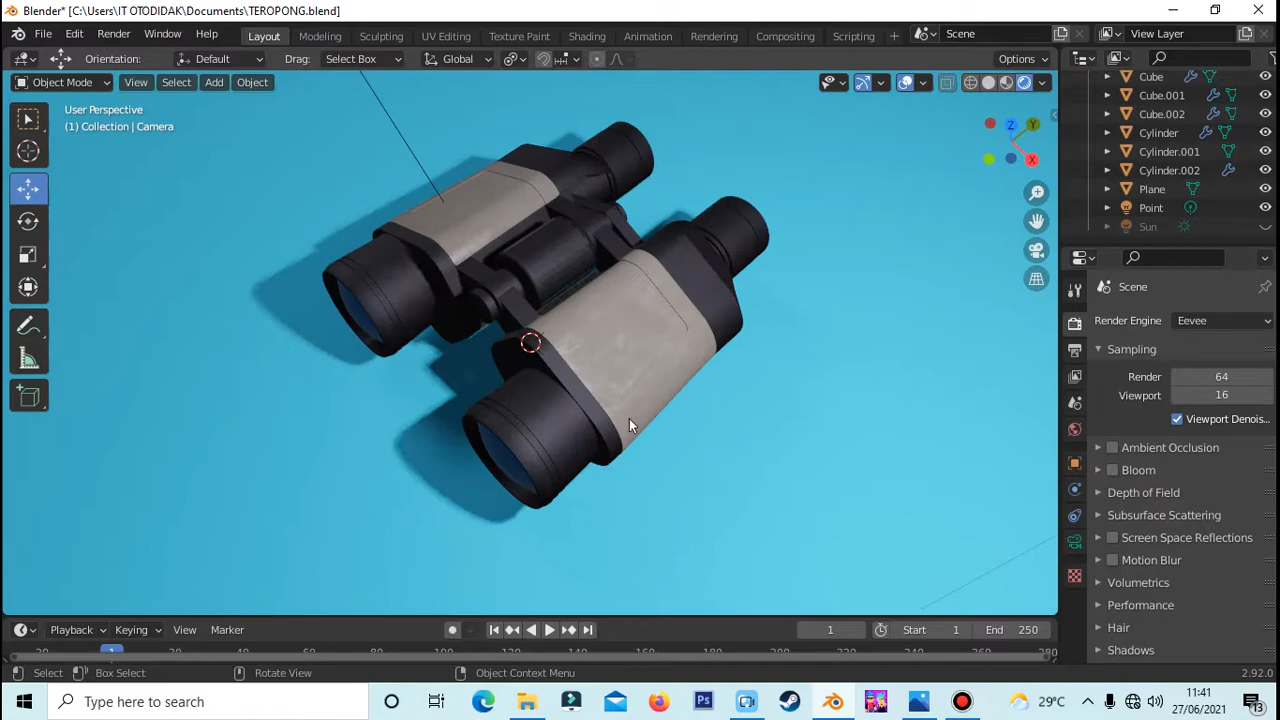 Blender* [C:\Users\IT OTODIDAK\Documents\TEROPONG.blend]
File Edit Render Window Help Layout Modeling Sculpting UV Editing Texture Paint Shading Animation Rendering Compositing Scripting + Scene View Layer
Orientation: Default Drag: Select Box Global Options
Object Mode View Select Add Object
User Perspective
(1) Collection | Camera
Z Y X
Cube
Cube.001
Cube.002
Cylinder
Cylinder.001
Cylinder.002
Plane
Point
Sun
Scene
Render Engine Eevee
Sampling
Render 64
Viewport 16
Viewport Denois...
Ambient Occlusion
Bloom
Depth of Field
Subsurface Scattering
Screen Space Reflections
Motion Blur
Volumetrics
Performance
Hair
Shadows
Playback Keying View Marker 1 Start 1 End 250
1
Select Box Select Rotate View Object Context Menu 2.92.0
Type here to search Ps 29°C 11:41
27/06/2021 13